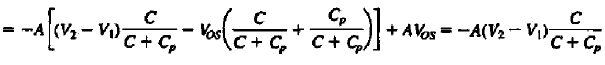 = -A[(V₂ - V₁) C/(C + Cₚ) - V_OS(C/(C + Cₚ) + Cₚ/(C + Cₚ))] + AV_OS = -A(V₂ - V₁) C/(C + Cₚ)